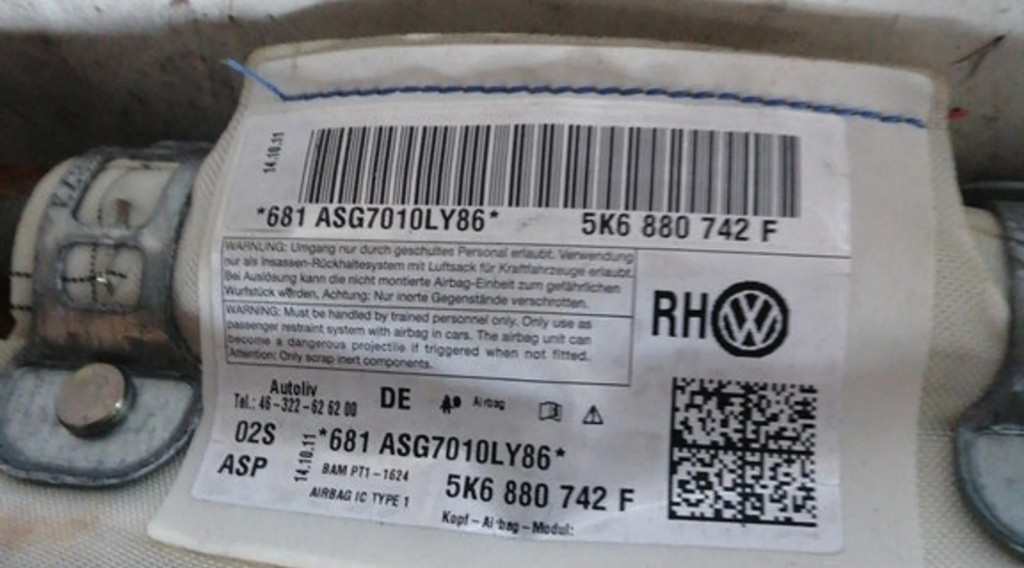 14.10.11
*681 ASG7010LY86* 5K6 880 742 F
WARNUNG: Umgang nur durch geschultes Personal erlaubt. Verwendung
nur als Insassen-Rückhaltesystem mit Luftsack für Kraftfahrzeuge erlaubt.
Bei Auslösung kann die nicht montierte Airbag-Einheit zum gefährlichen
Wurfstück werden, Achtung: Nur inerte Gegenstände verschrotten.
WARNING: Must be handled by trained personnel only. Only use as
passenger restraint system with airbag in cars. The airbag unit can
become a dangerous projectile if triggered when not fitted.
Attention: Only scrap inert components.
RH
Autoliv
Tel.: 46-322-62 62 00
DE
Airbag
02S
ASP
14.10.11
*681 ASG7010LY86*
BAM PT1-1624
AIRBAG IC TYPE 1
5K6 880 742 F
Kopf-Airbag-Modul: